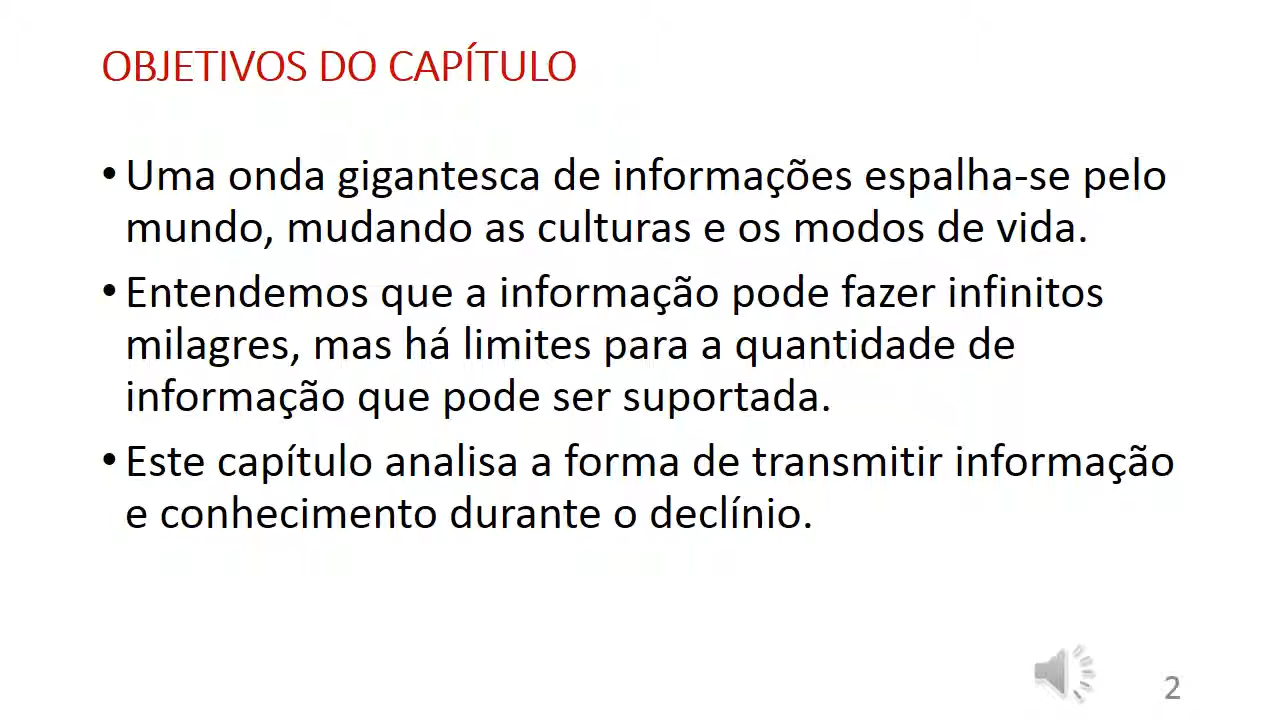 OBJETIVOS DO CAPÍTULO
• Uma onda gigantesca de informações espalha-se pelo
mundo, mudando as culturas e os modos de vida.
• Entendemos que a informação pode fazer infinitos
milagres, mas há limites para a quantidade de
informação que pode ser suportada.
• Este capítulo analisa a forma de transmitir informação
e conhecimento durante o declínio.
2